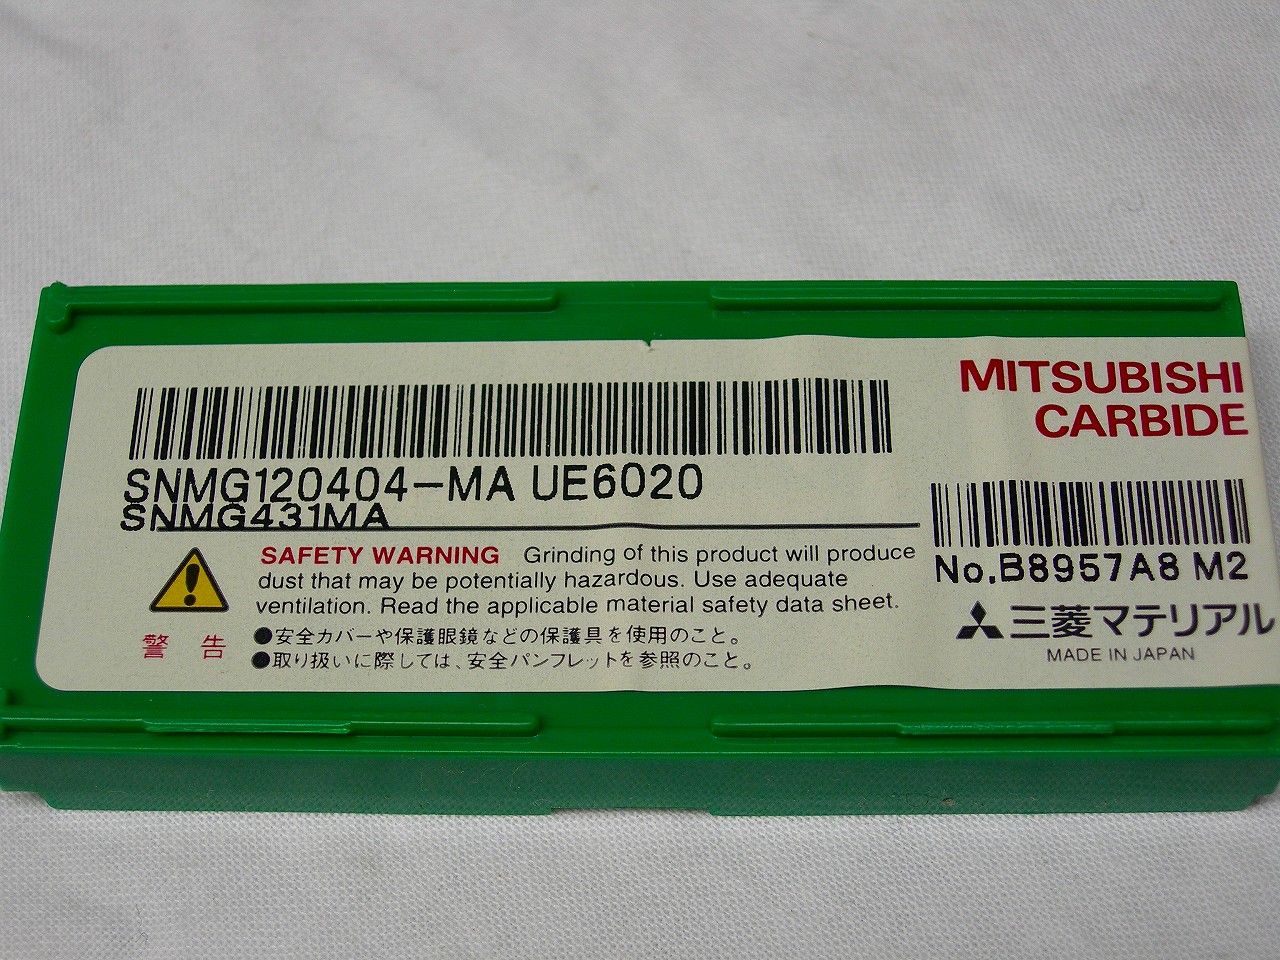 SNMG120404-MA UE6020
SNMG431MA
SAFETY WARNING Grinding of this product will produce
dust that may be potentially hazardous. Use adequate
ventilation. Read the applicable material safety data sheet.
警 告
●安全カバーや保護眼鏡などの保護具を使用のこと。
●取り扱いに際しては、安全パンフレットを参照のこと。
MITSUBISHI
CARBIDE
No.B8957A8 M2
三菱マテリアル
MADE IN JAPAN